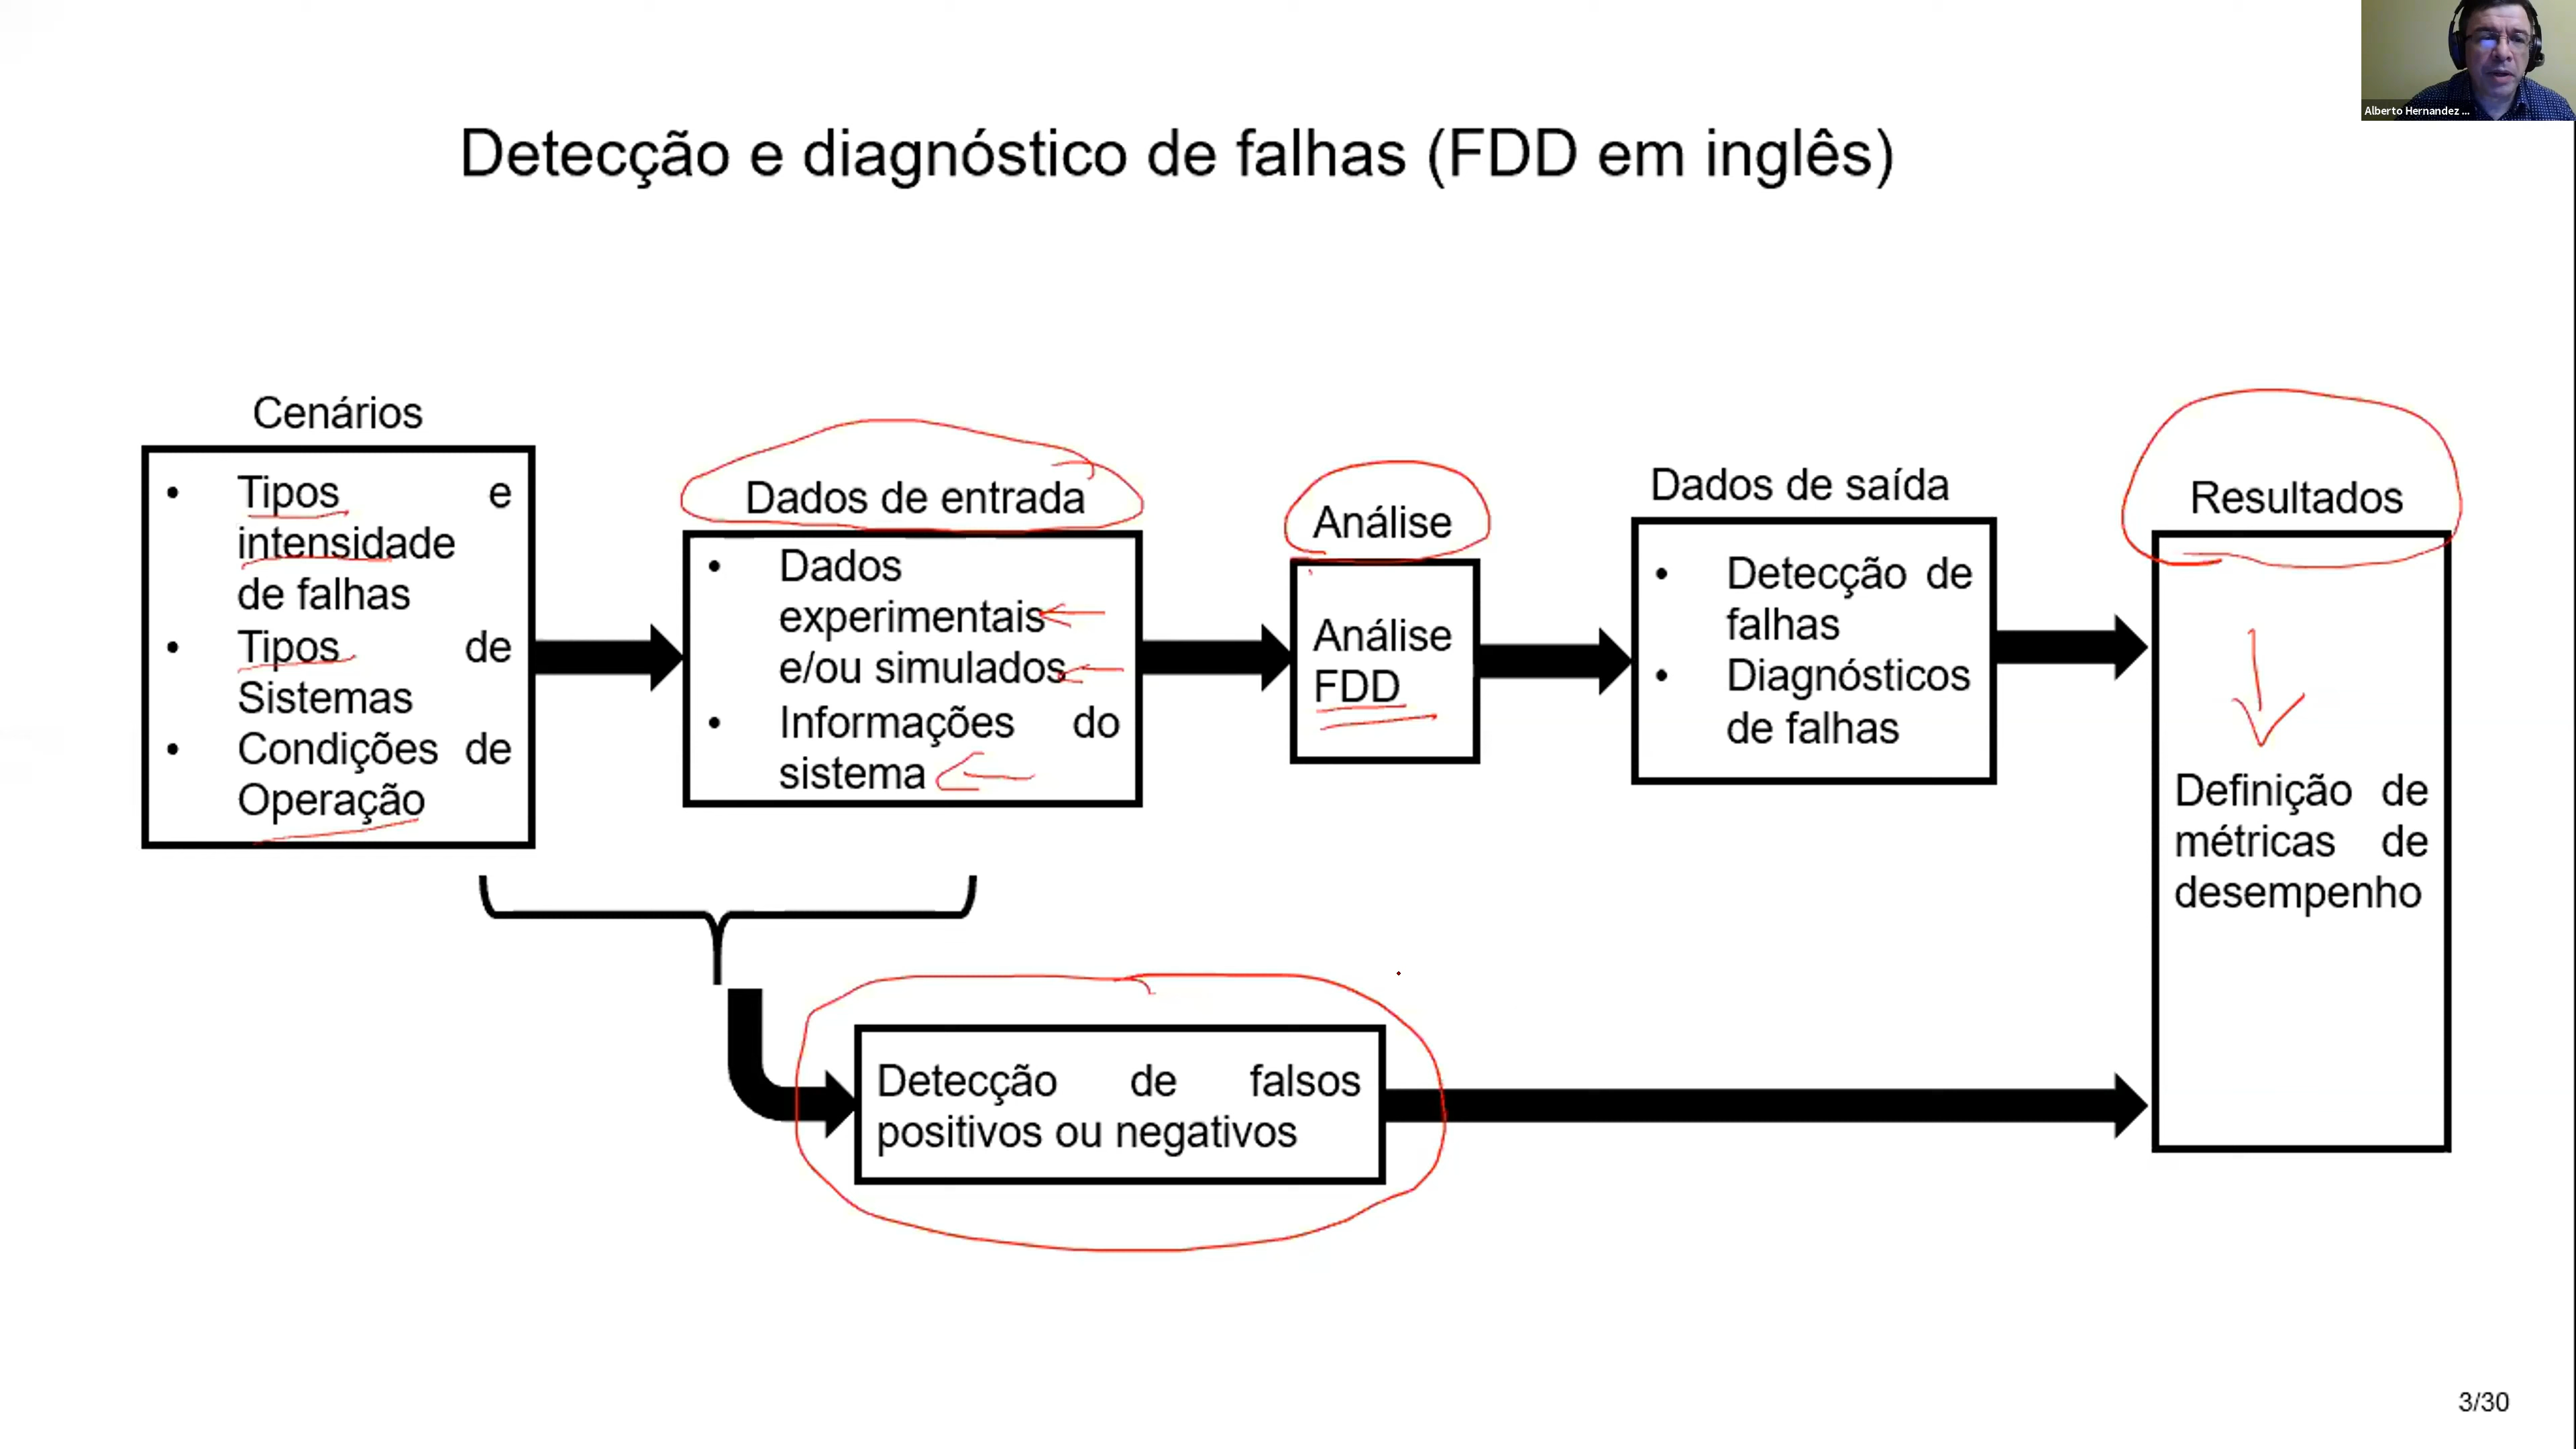 Alberto Hernandez ...
Detecção e diagnóstico de falhas (FDD em inglês)
Cenários
• Tipos e
intensidade
de falhas
• Tipos de
Sistemas
• Condições de
Operação
Dados de entrada
• Dados
experimentais
e/ou simulados
• Informações do
sistema
Análise
Análise
FDD
Dados de saída
• Detecção de
falhas
• Diagnósticos
de falhas
Resultados
Definição de
métricas de
desempenho
Detecção de falsos
positivos ou negativos
3/30